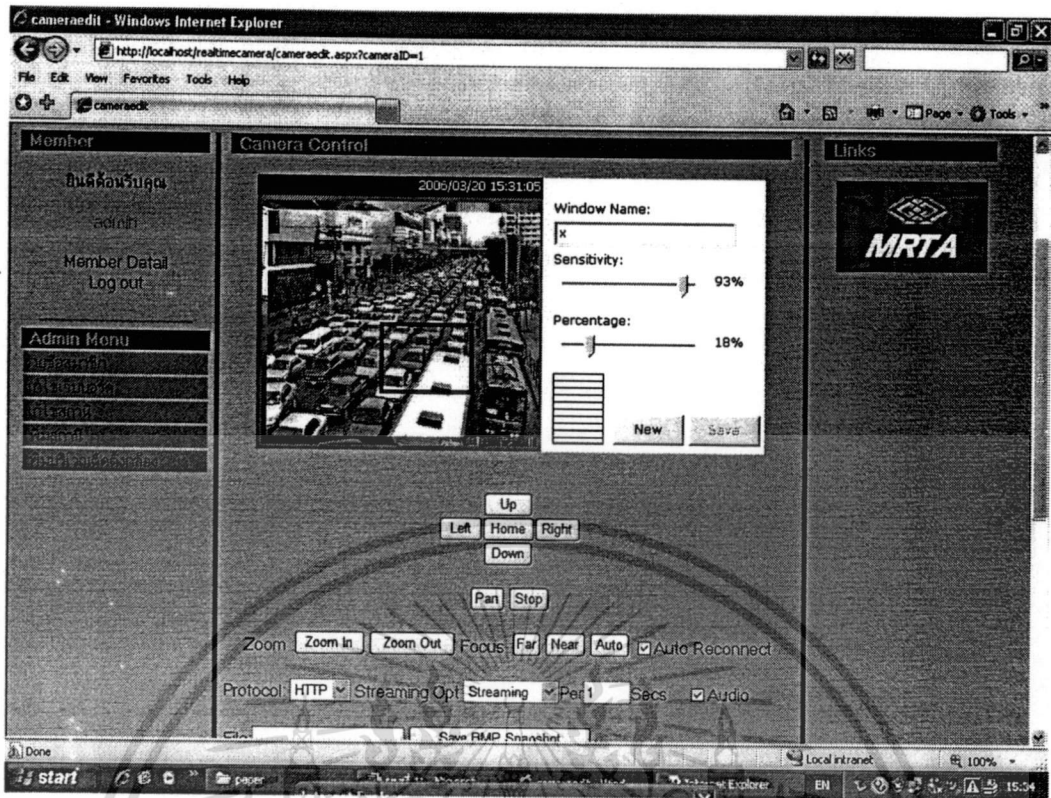 cameraedit - Windows Internet Explorer
http://localhost/realtimecamera/cameraedit.aspx?cameraID=1
File Edit View Favorites Tools Help
cameraedit
Page Tools
Member
ยินดีต้อนรับคุณ
admin
Member Detail
Log out
Admin Menu
Camera Control
2006/03/20 15:31:05
Window Name:
x
Sensitivity:
93%
Percentage:
18%
New Save
Up
Left Home Right
Down
Pan Stop
Zoom Zoom In Zoom Out Focus Far Near Auto Auto Reconnect
Protocol: HTTP Streaming Opt Streaming Per 1 Secs Audio
File Save BMP Snapshot
Links
MRTA
Done Local intranet 100%
start paper Internet Explorer EN 15:34